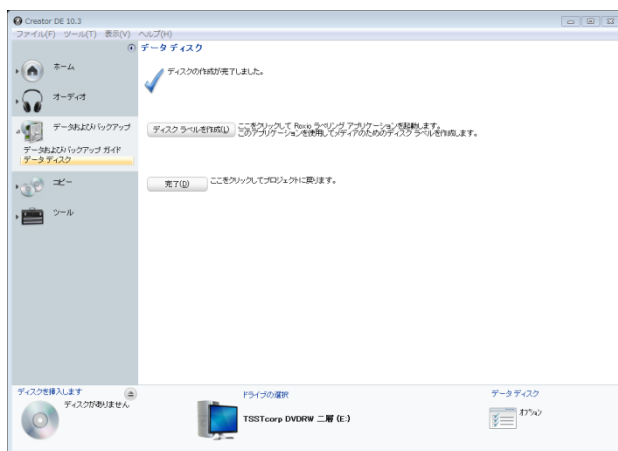 Creator DE 10.3
ファイル(F) ツール(T) 表示(V) ヘルプ(H)
データ ディスク
ホーム
ディスクの作成が完了しました。
オーディオ
データおよびバックアップ
ディスク ラベルを作成(L)
ここをクリックして Roxio ラベリング アプリケーションを起動します。
このアプリケーションを使用してメディアのためのディスク ラベルを作成します。
データおよびバックアップ ガイド
データ ディスク
コピー
完了(D)
ここをクリックしてプロジェクトに戻ります。
ツール
ディスクを挿入します
ディスクがありません
ドライブの選択
TSSTcorp DVDRW 二層 (E:)
データ ディスク
オプション